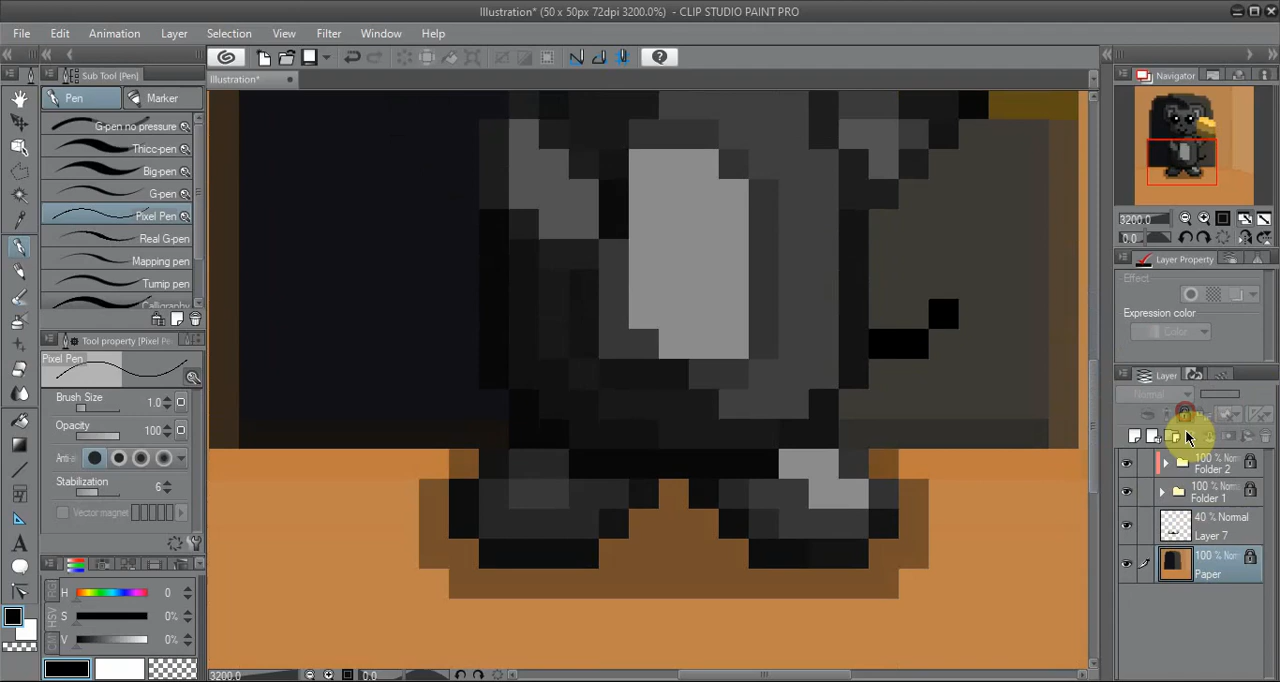 Illustration* (50 x 50px 72dpi 3200.0%) - CLIP STUDIO PAINT PRO
File Edit Animation Layer Selection View Filter Window Help
Sub Tool [Pen]
Illustration*
Navigator
Pen Marker
G-pen no pressure
Thicc-pen
Big-pen
G-pen
Pixel Pen
Real G-pen
Mapping pen
Turnip pen
Calligraphy
3200.0
0.0
Layer Property
Effect
Expression color
Color
Tool property [Pixel Pen]
Pixel Pen
Brush Size 1.0
Opacity 100
Anti-a
Stabilization 6
Vector magnet
Layer
Normal
100 % Nor
Folder 2
100 % Nor
Folder 1
40 % Normal
Layer 7
100 % Nor
Paper
H 0
S 0%
V 0%
3200.0 0.0